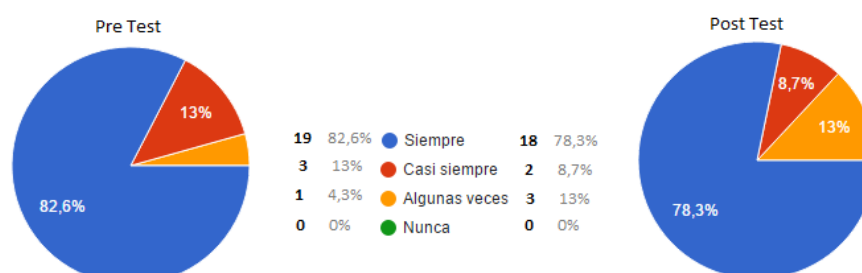 Pre Test
Post Test
13%
82,6%
19 82,6% Siempre 18 78,3%
3 13% Casi siempre 2 8,7%
1 4,3% Algunas veces 3 13%
0 0% Nunca 0 0%
8,7%
13%
78,3%